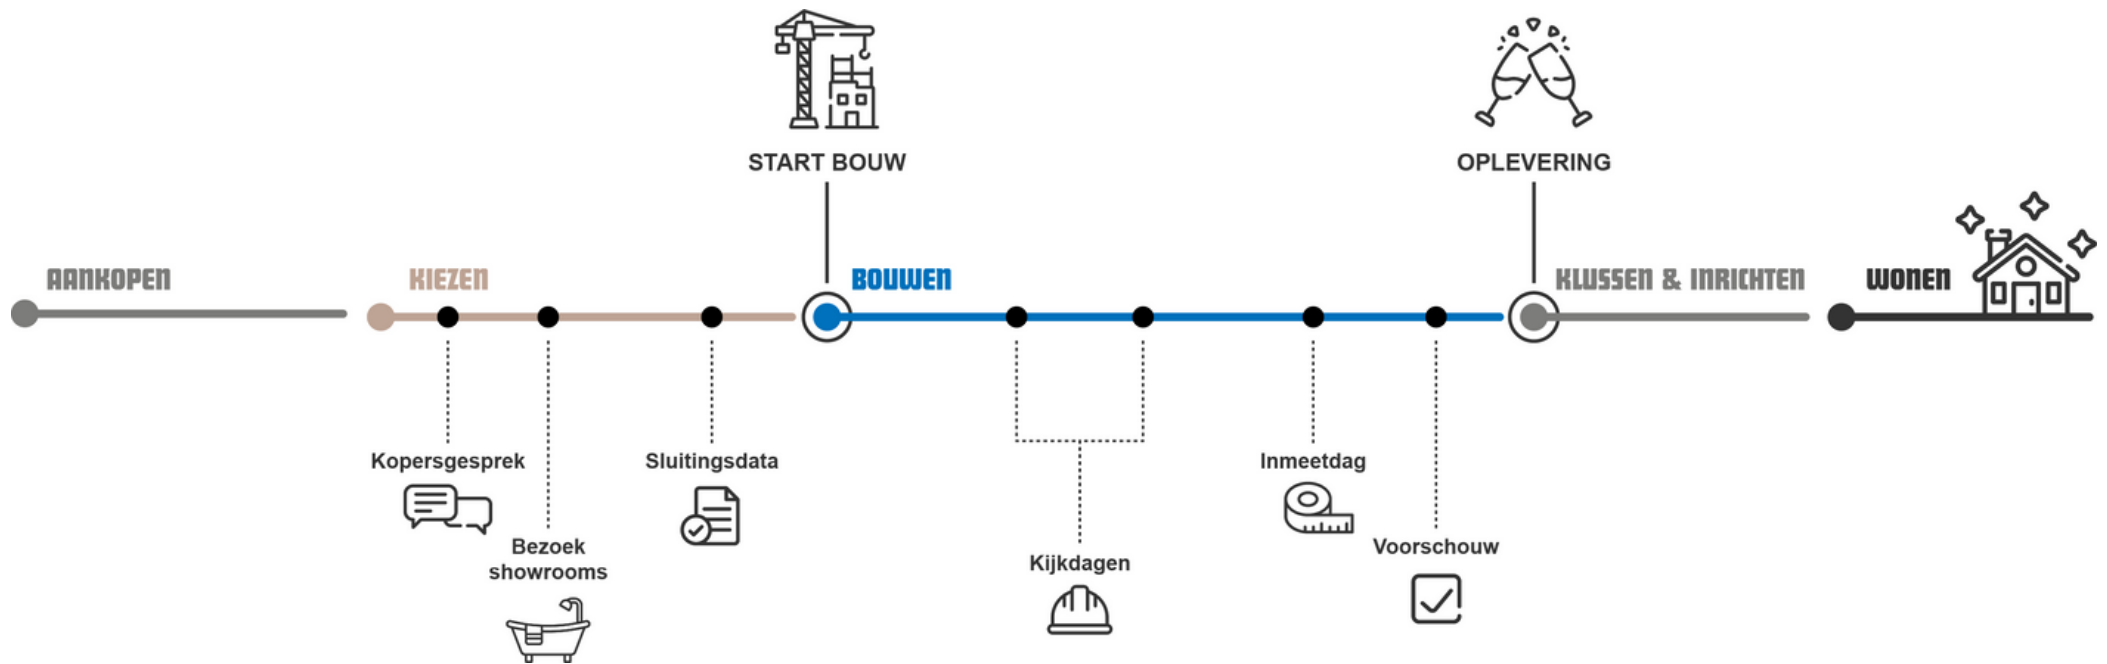 START BOUW
OPLEVERING
AANKOPEN
KIEZEN
BOUWEN
KLUSSEN & INRICHTEN
WONEN
Kopersgesprek
Sluitingsdata
Inmeetdag
Bezoek
showrooms
Voorschouw
Kijkdagen